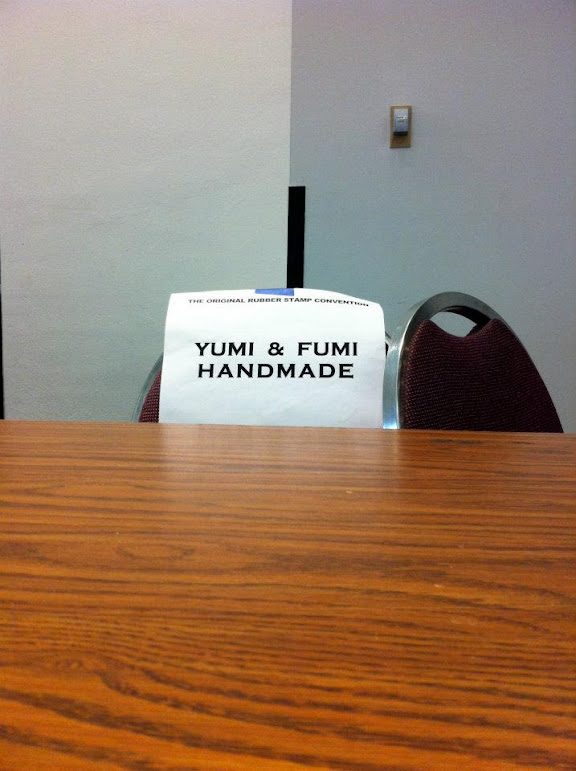 THE ORIGINAL RUBBER STAMP CONVENTION
YUMI & FUMI
HANDMADE